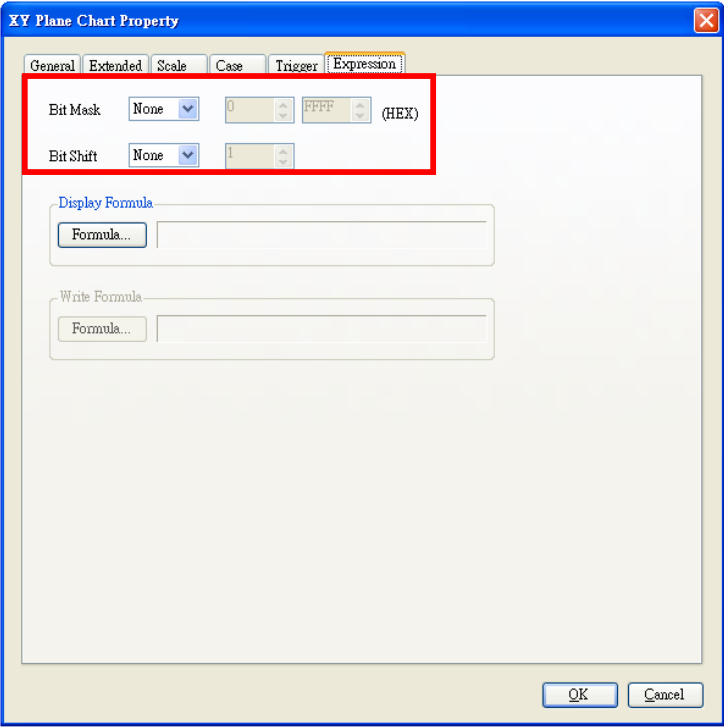 XY Plane Chart Property
General Extended Scale Case Trigger Expression
Bit Mask None 0 FFFF (HEX)
Bit Shift None 1
Display Formula
Formula...
Write Formula
Formula...
OK Cancel